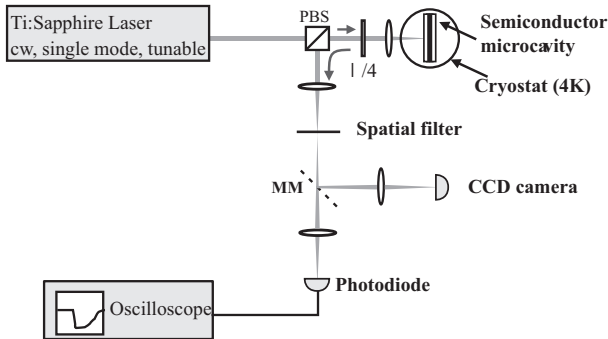 Ti:Sapphire Laser
cw, single mode, tunable
PBS
l /4
Semiconductor
microcavity
Cryostat (4K)
Spatial filter
MM
CCD camera
Photodiode
Oscilloscope